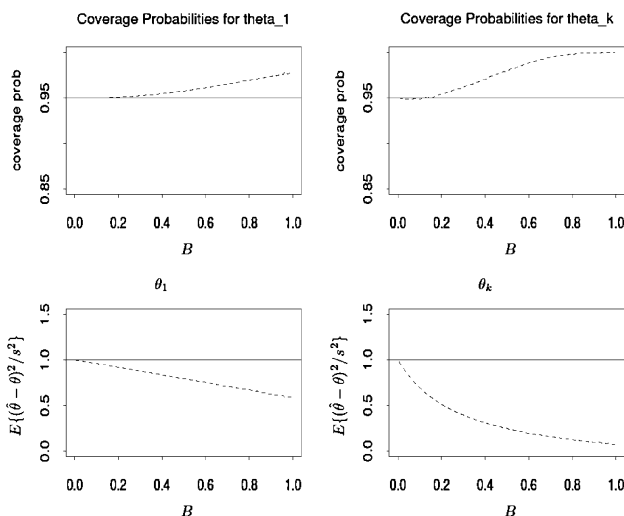 Coverage Probabilities for theta_1
coverage prob
0.95
0.85
0.0 0.2 0.4 0.6 0.8 1.0
B
Coverage Probabilities for theta_k
coverage prob
0.95
0.85
0.0 0.2 0.4 0.6 0.8 1.0
B
θ₁
E{(θ̂ − θ)²/s²}
1.5
1.0
0.5
0.0
0.0 0.2 0.4 0.6 0.8 1.0
B
θₖ
E{(θ̂ − θ)²/s²}
1.5
1.0
0.5
0.0
0.0 0.2 0.4 0.6 0.8 1.0
B